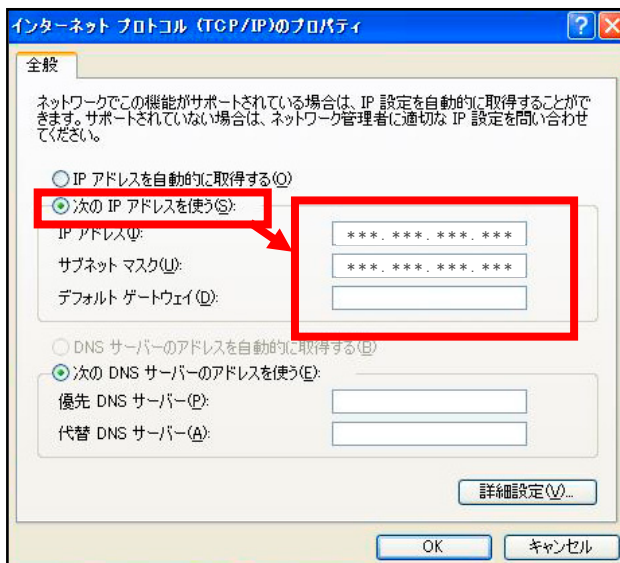 インターネット プロトコル (TCP/IP)のプロパティ
全般
ネットワークでこの機能がサポートされている場合は、IP 設定を自動的に取得することがで
きます。サポートされていない場合は、ネットワーク管理者に適切な IP 設定を問い合わせ
てください。
IP アドレスを自動的に取得する(O)
次の IP アドレスを使う(S):
IP アドレス(I): ***.***.***.***
サブネット マスク(U): ***.***.***.***
デフォルト ゲートウェイ(D):
DNS サーバーのアドレスを自動的に取得する(B)
次の DNS サーバーのアドレスを使う(E):
優先 DNS サーバー(P):
代替 DNS サーバー(A):
詳細設定(V)...
OK キャンセル